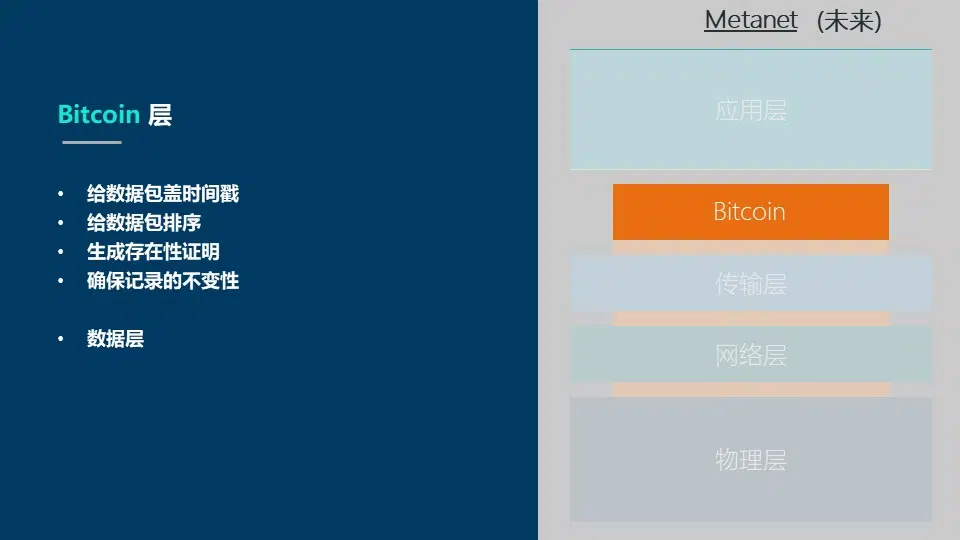 Bitcoin 层
• 给数据包盖时间戳
• 给数据包排序
• 生成存在性证明
• 确保记录的不变性
• 数据层
Metanet (未来)
应用层
Bitcoin
传输层
网络层
物理层